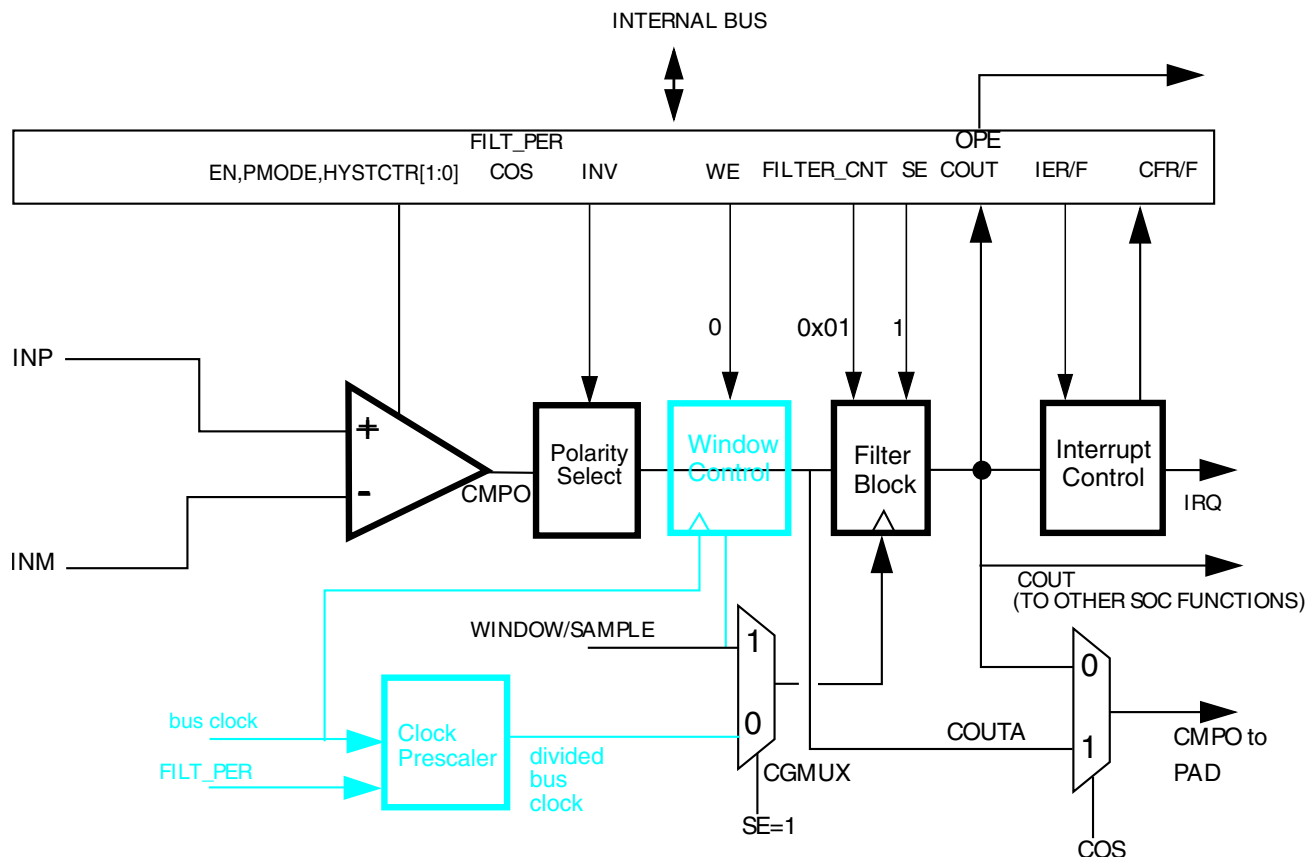 INTERNAL BUS
FILT_PER
OPE
EN,PMODE,HYSTCTR[1:0]
COS
INV
WE
FILTER_CNT
SE
COUT
IER/F
CFR/F
0
0x01
1
INP
+
-
INM
CMPO
Polarity
Select
Window
Control
Filter
Block
Interrupt
Control
IRQ
COUT
(TO OTHER SOC FUNCTIONS)
WINDOW/SAMPLE
1
0
CGMUX
SE=1
bus clock
FILT_PER
Clock
Prescaler
divided
bus
clock
COUTA
0
1
CMPO to
PAD
COS